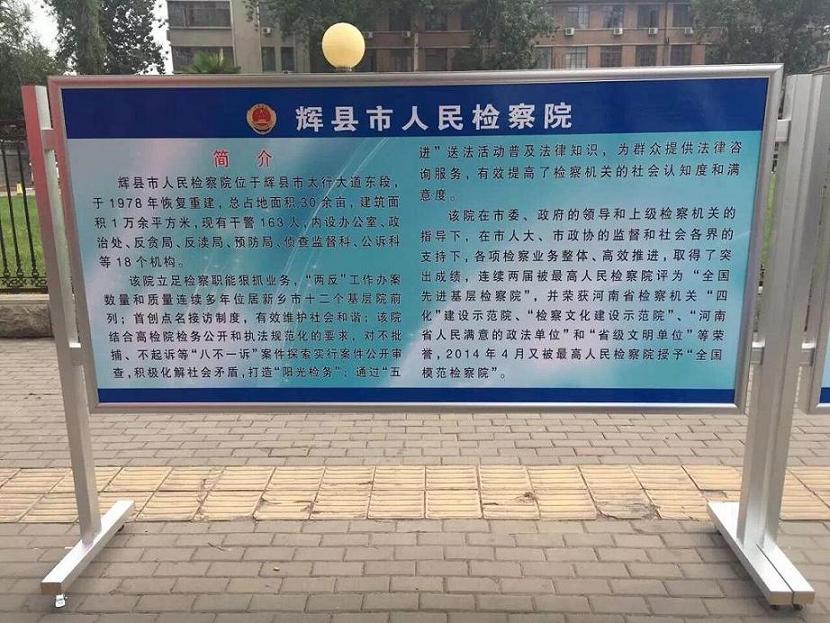 辉县市人民检察院
简介
辉县市人民检察院位于辉县市太行大道东段，
于1978年恢复重建，总占地面积30余亩，建筑面
积1万余平方米，现有干警163人，内设办公室、政
治处、反贪局、反渎局、预防局、侦查监督科、公诉科
等18个机构。
该院立足检察职能狠抓业务，“两反”工作办案
数量和质量连续多年位居新乡市十二个基层院前
列；首创点名接访制度，有效维护社会和谐；该院
结合高检院检务公开和执法规范化的要求，对不批
捕、不起诉等“八不一诉”案件探索实行案件公开审
查，积极化解社会矛盾，打造“阳光检务”；通过“五
进”送法活动普及法律知识，为群众提供法律咨
询服务，有效提高了检察机关的社会认知度和满
意度。
该院在市委、政府的领导和上级检察机关的
指导下，在市人大、市政协的监督和社会各界的
支持下，各项检察业务整体、高效推进，取得了突
出成绩，连续两届被最高人民检察院评为“全国
先进基层检察院”，并荣获河南省检察机关“四
化”建设示范院、“检察文化建设示范院”、“河南
省人民满意的政法单位”和“省级文明单位”等荣
誉，2014年4月又被最高人民检察院授予“全国
模范检察院”。